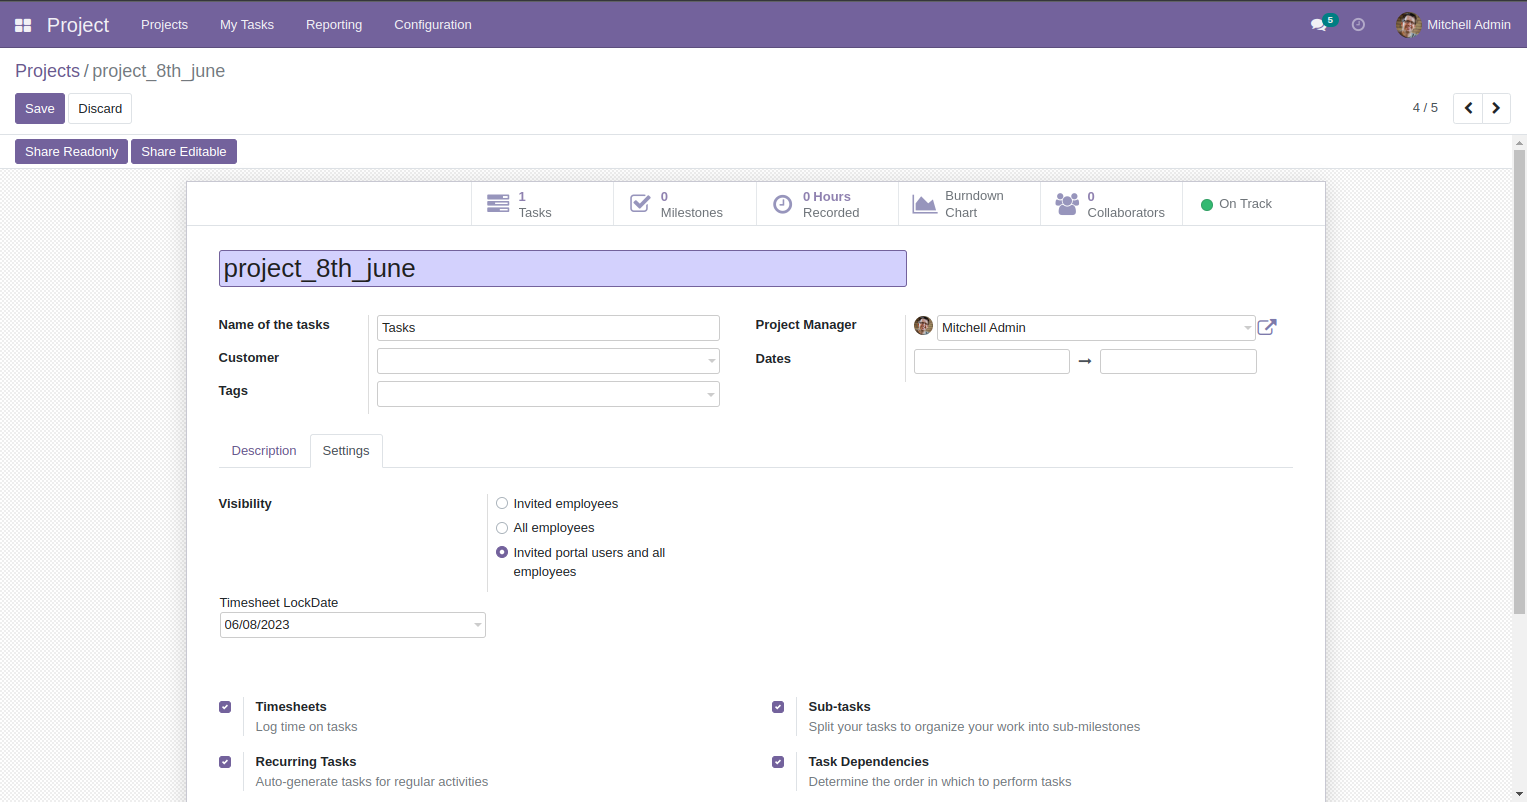 Project Projects My Tasks Reporting Configuration 5 Mitchell Admin
Projects / project_8th_june
Save Discard 4 / 5
Share Readonly Share Editable
1 Tasks
0 Milestones
0 Hours Recorded
Burndown Chart
0 Collaborators
On Track
project_8th_june
Name of the tasks Tasks
Customer
Tags
Project Manager Mitchell Admin
Dates
Description Settings
Visibility
Invited employees
All employees
Invited portal users and all
employees
Timesheet LockDate
06/08/2023
Timesheets
Log time on tasks
Sub-tasks
Split your tasks to organize your work into sub-milestones
Recurring Tasks
Auto-generate tasks for regular activities
Task Dependencies
Determine the order in which to perform tasks